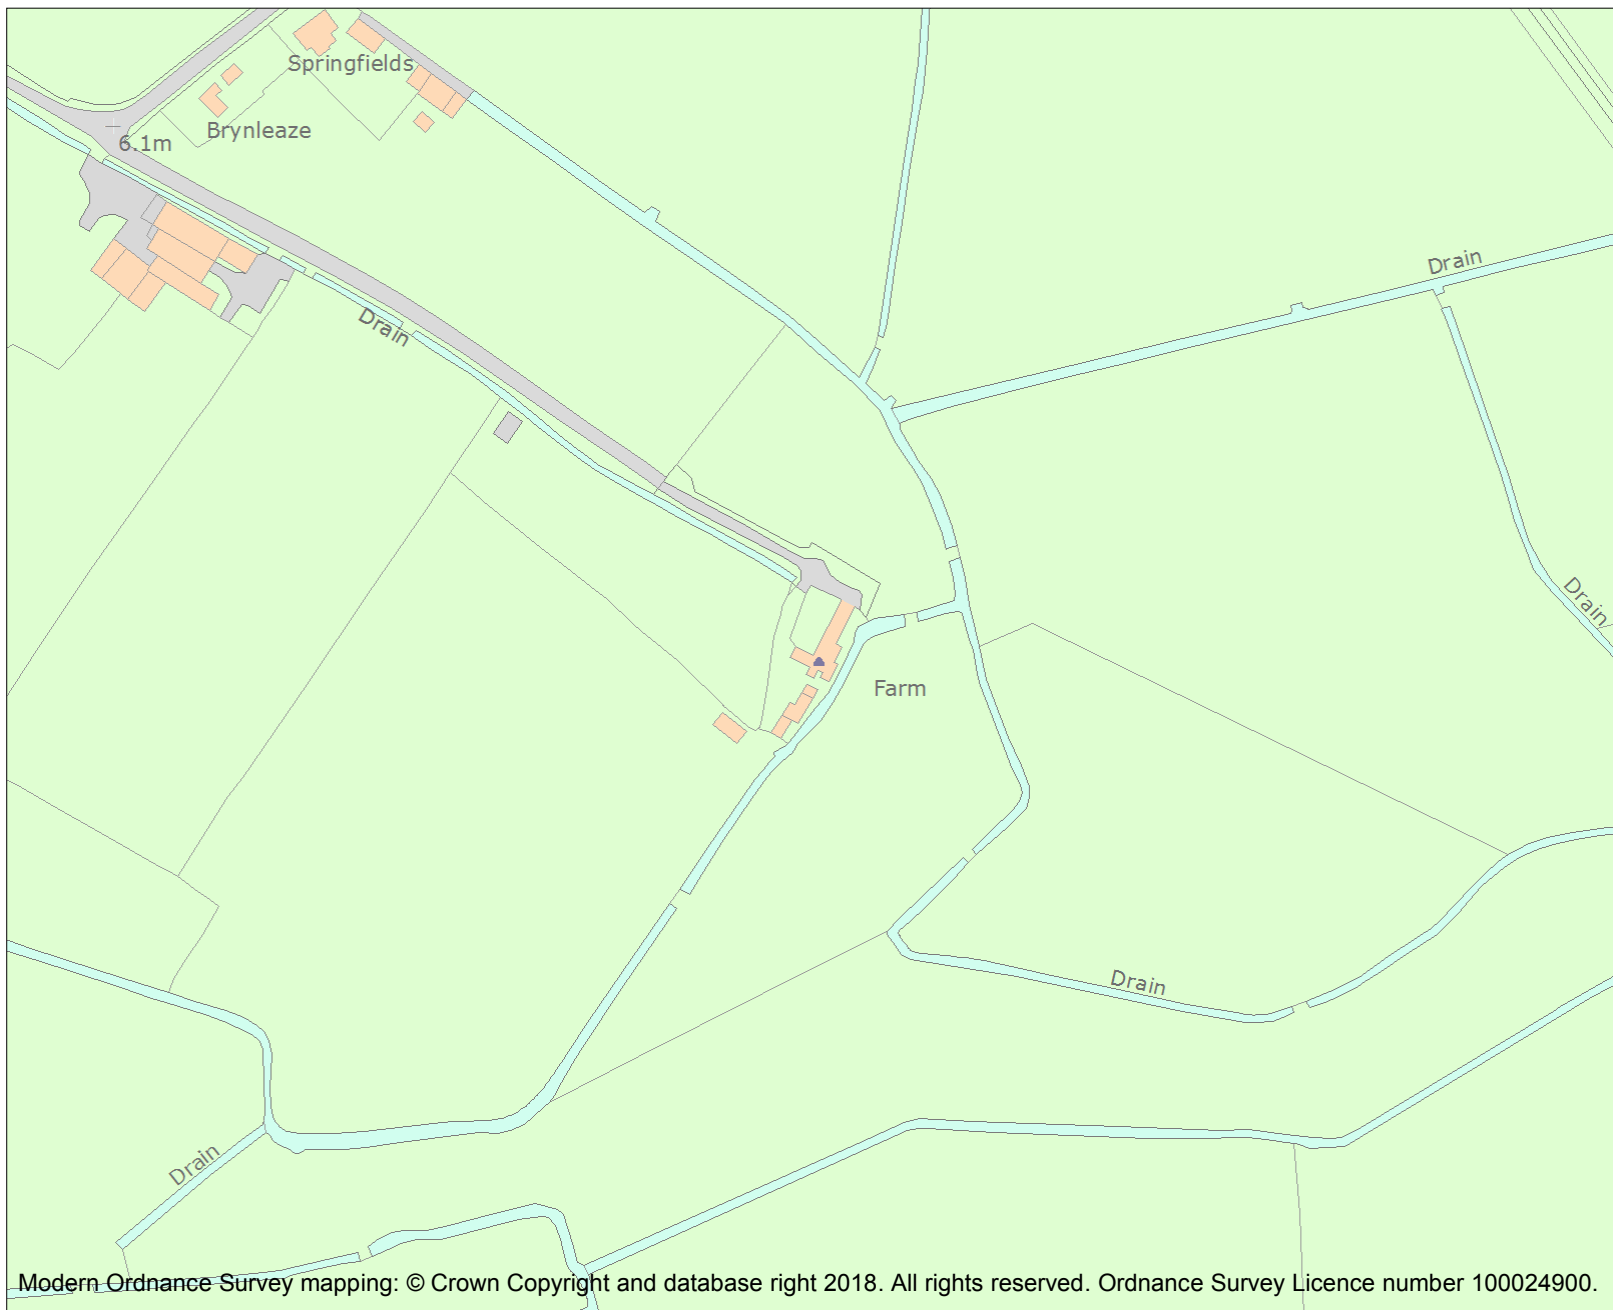 Springfields
Brynleaze
6.1m
Drain
Drain
Drain
Farm
Drain
Drain
Modern Ordnance Survey mapping: © Crown Copyright and database right 2018. All rights reserved. Ordnance Survey Licence number 100024900.